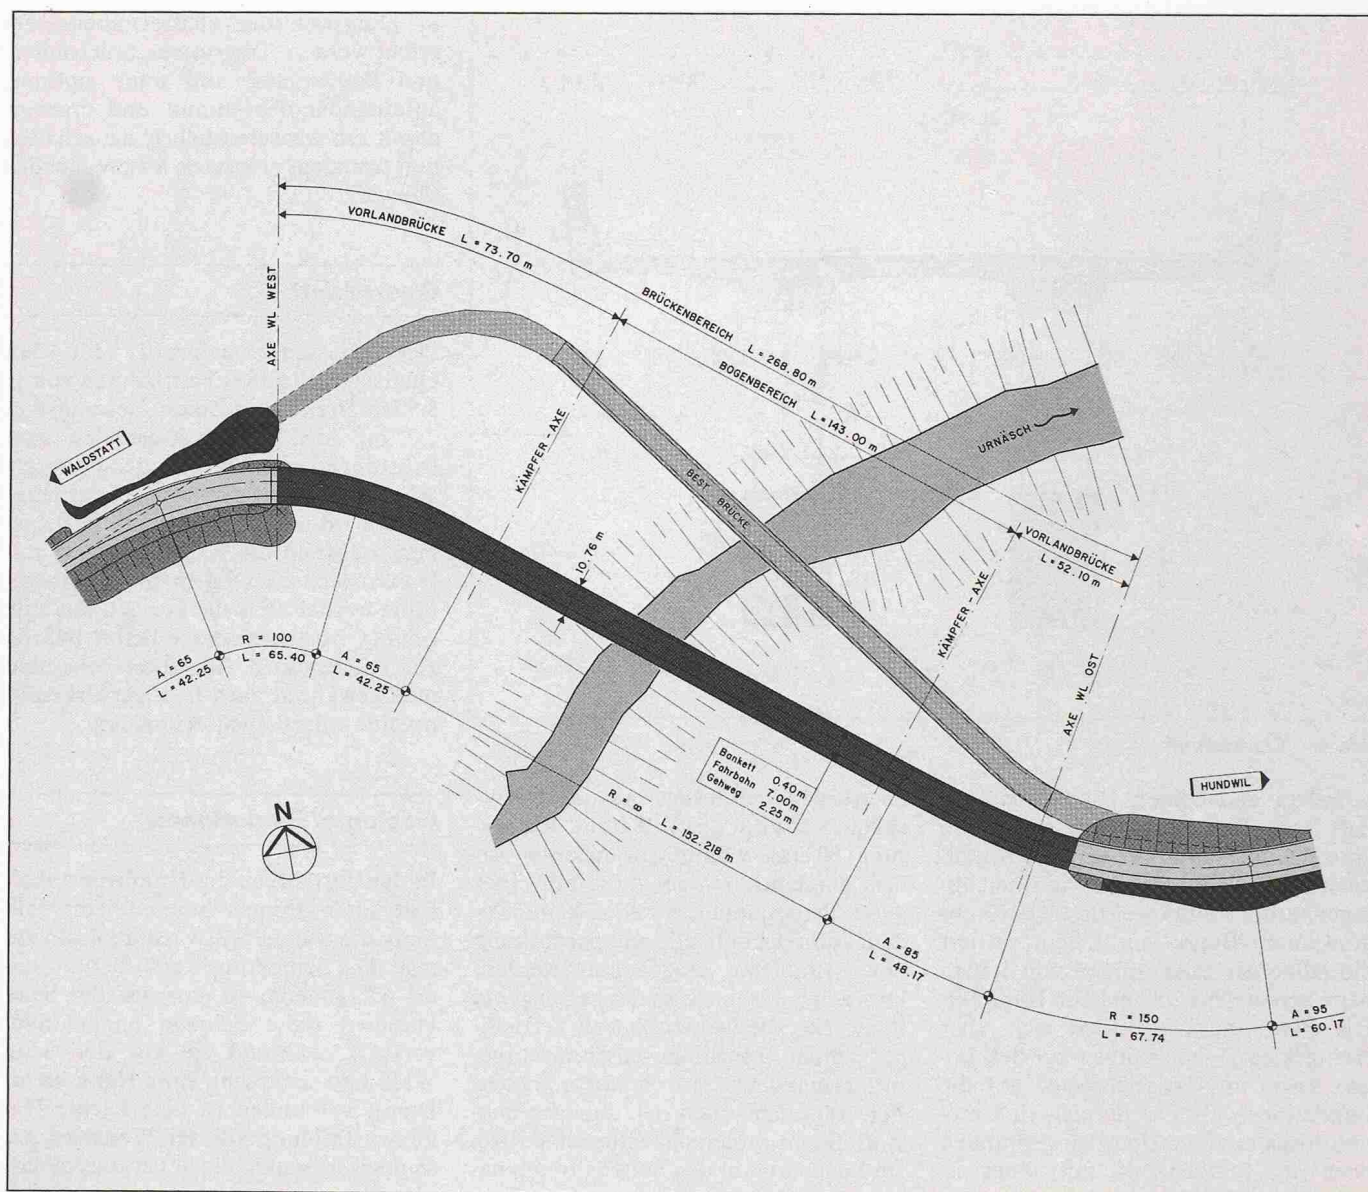 VORLANDBRÜCKE L = 73.70 m
BRÜCKENBEREICH L = 268.80 m
BOGENBEREICH L = 143.00 m
VORLANDBRÜCKE
L = 52.10 m
AXE WL WEST
WALDSTATT
KÄMPFER - AXE
BEST. BRÜCKE
URNÄSCH
10.76 m
KÄMPFER - AXE
AXE WL OST
HUNDWIL
A = 65
L = 42.25
R = 100
L = 65.40
A = 65
L = 42.25
Bankett 0.40 m
Fahrbahn 7.00 m
Gehweg 2.25 m
R = ∞
L = 152.218 m
N
A = 85
L = 48.17
R = 150
L = 67.74
A = 95
L = 60.17